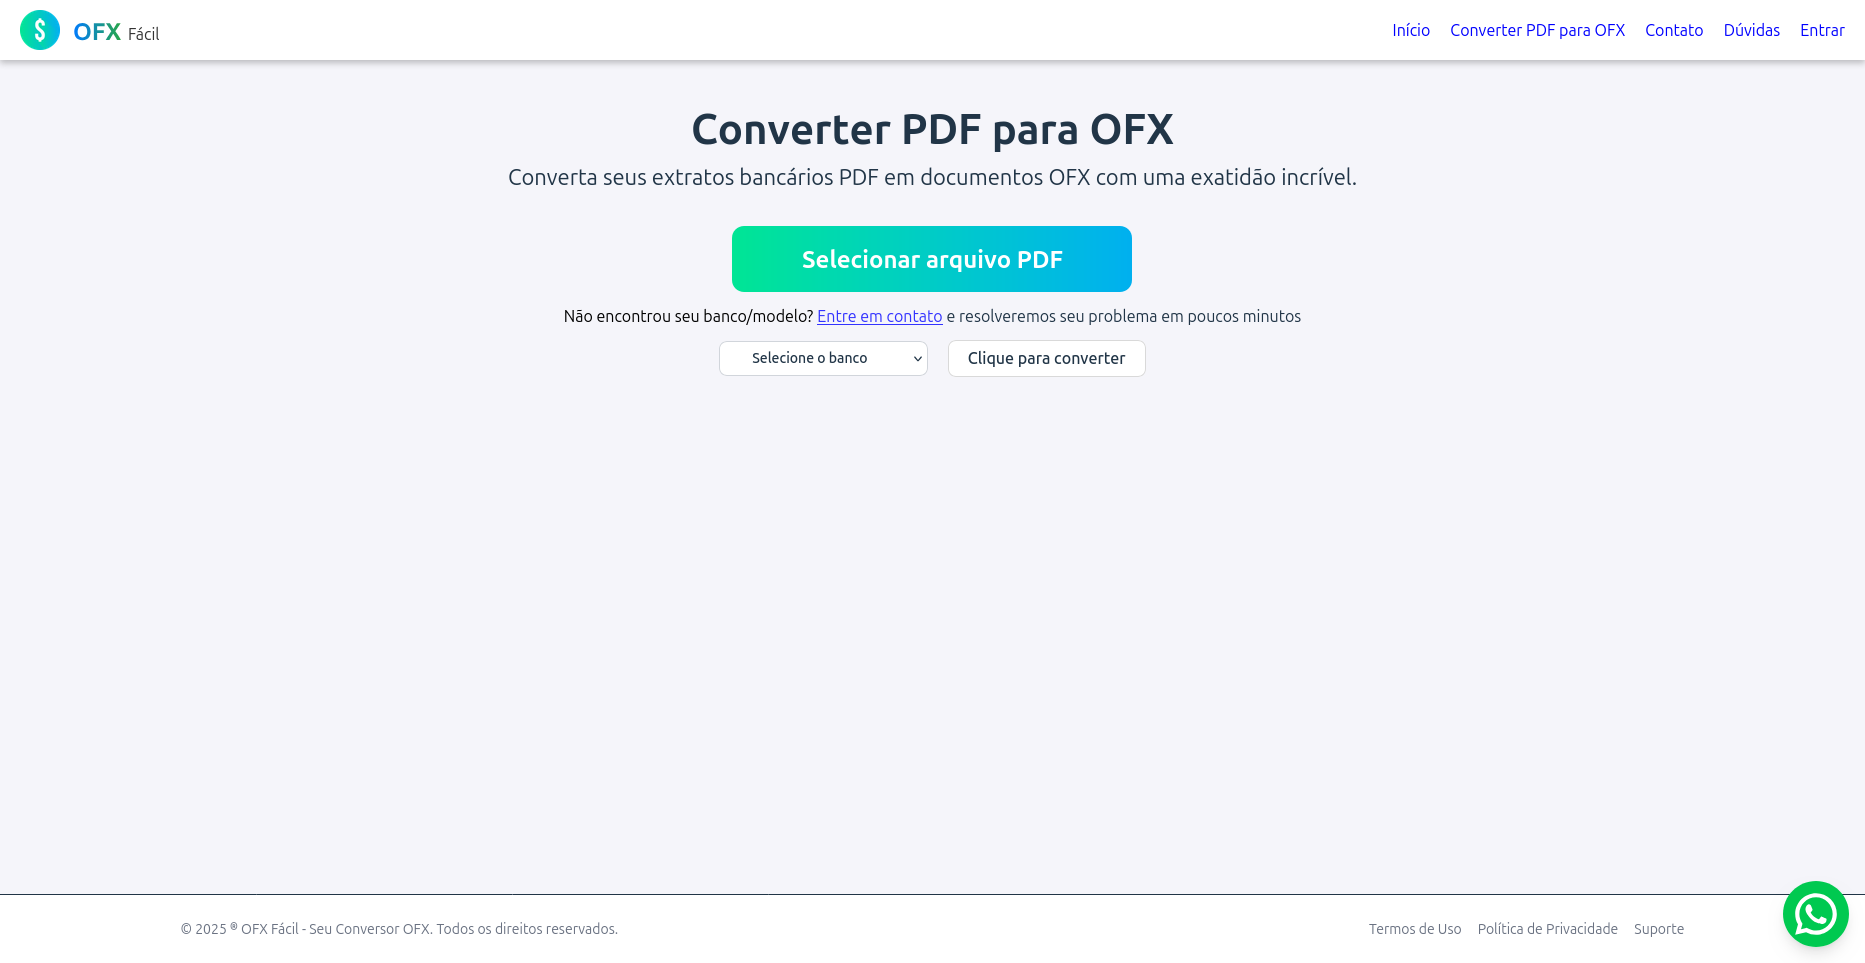 OFX Fácil
Início Converter PDF para OFX Contato Dúvidas Entrar
Converter PDF para OFX
Converta seus extratos bancários PDF em documentos OFX com uma exatidão incrível.
Selecionar arquivo PDF
Não encontrou seu banco/modelo? Entre em contato e resolveremos seu problema em poucos minutos
Selecione o banco
Clique para converter
© 2025 ® OFX Fácil - Seu Conversor OFX. Todos os direitos reservados.
Termos de Uso Política de Privacidade Suporte